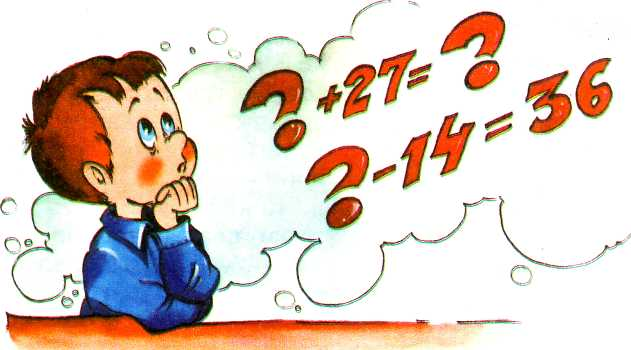 ? +27= ?
? -14 = 36